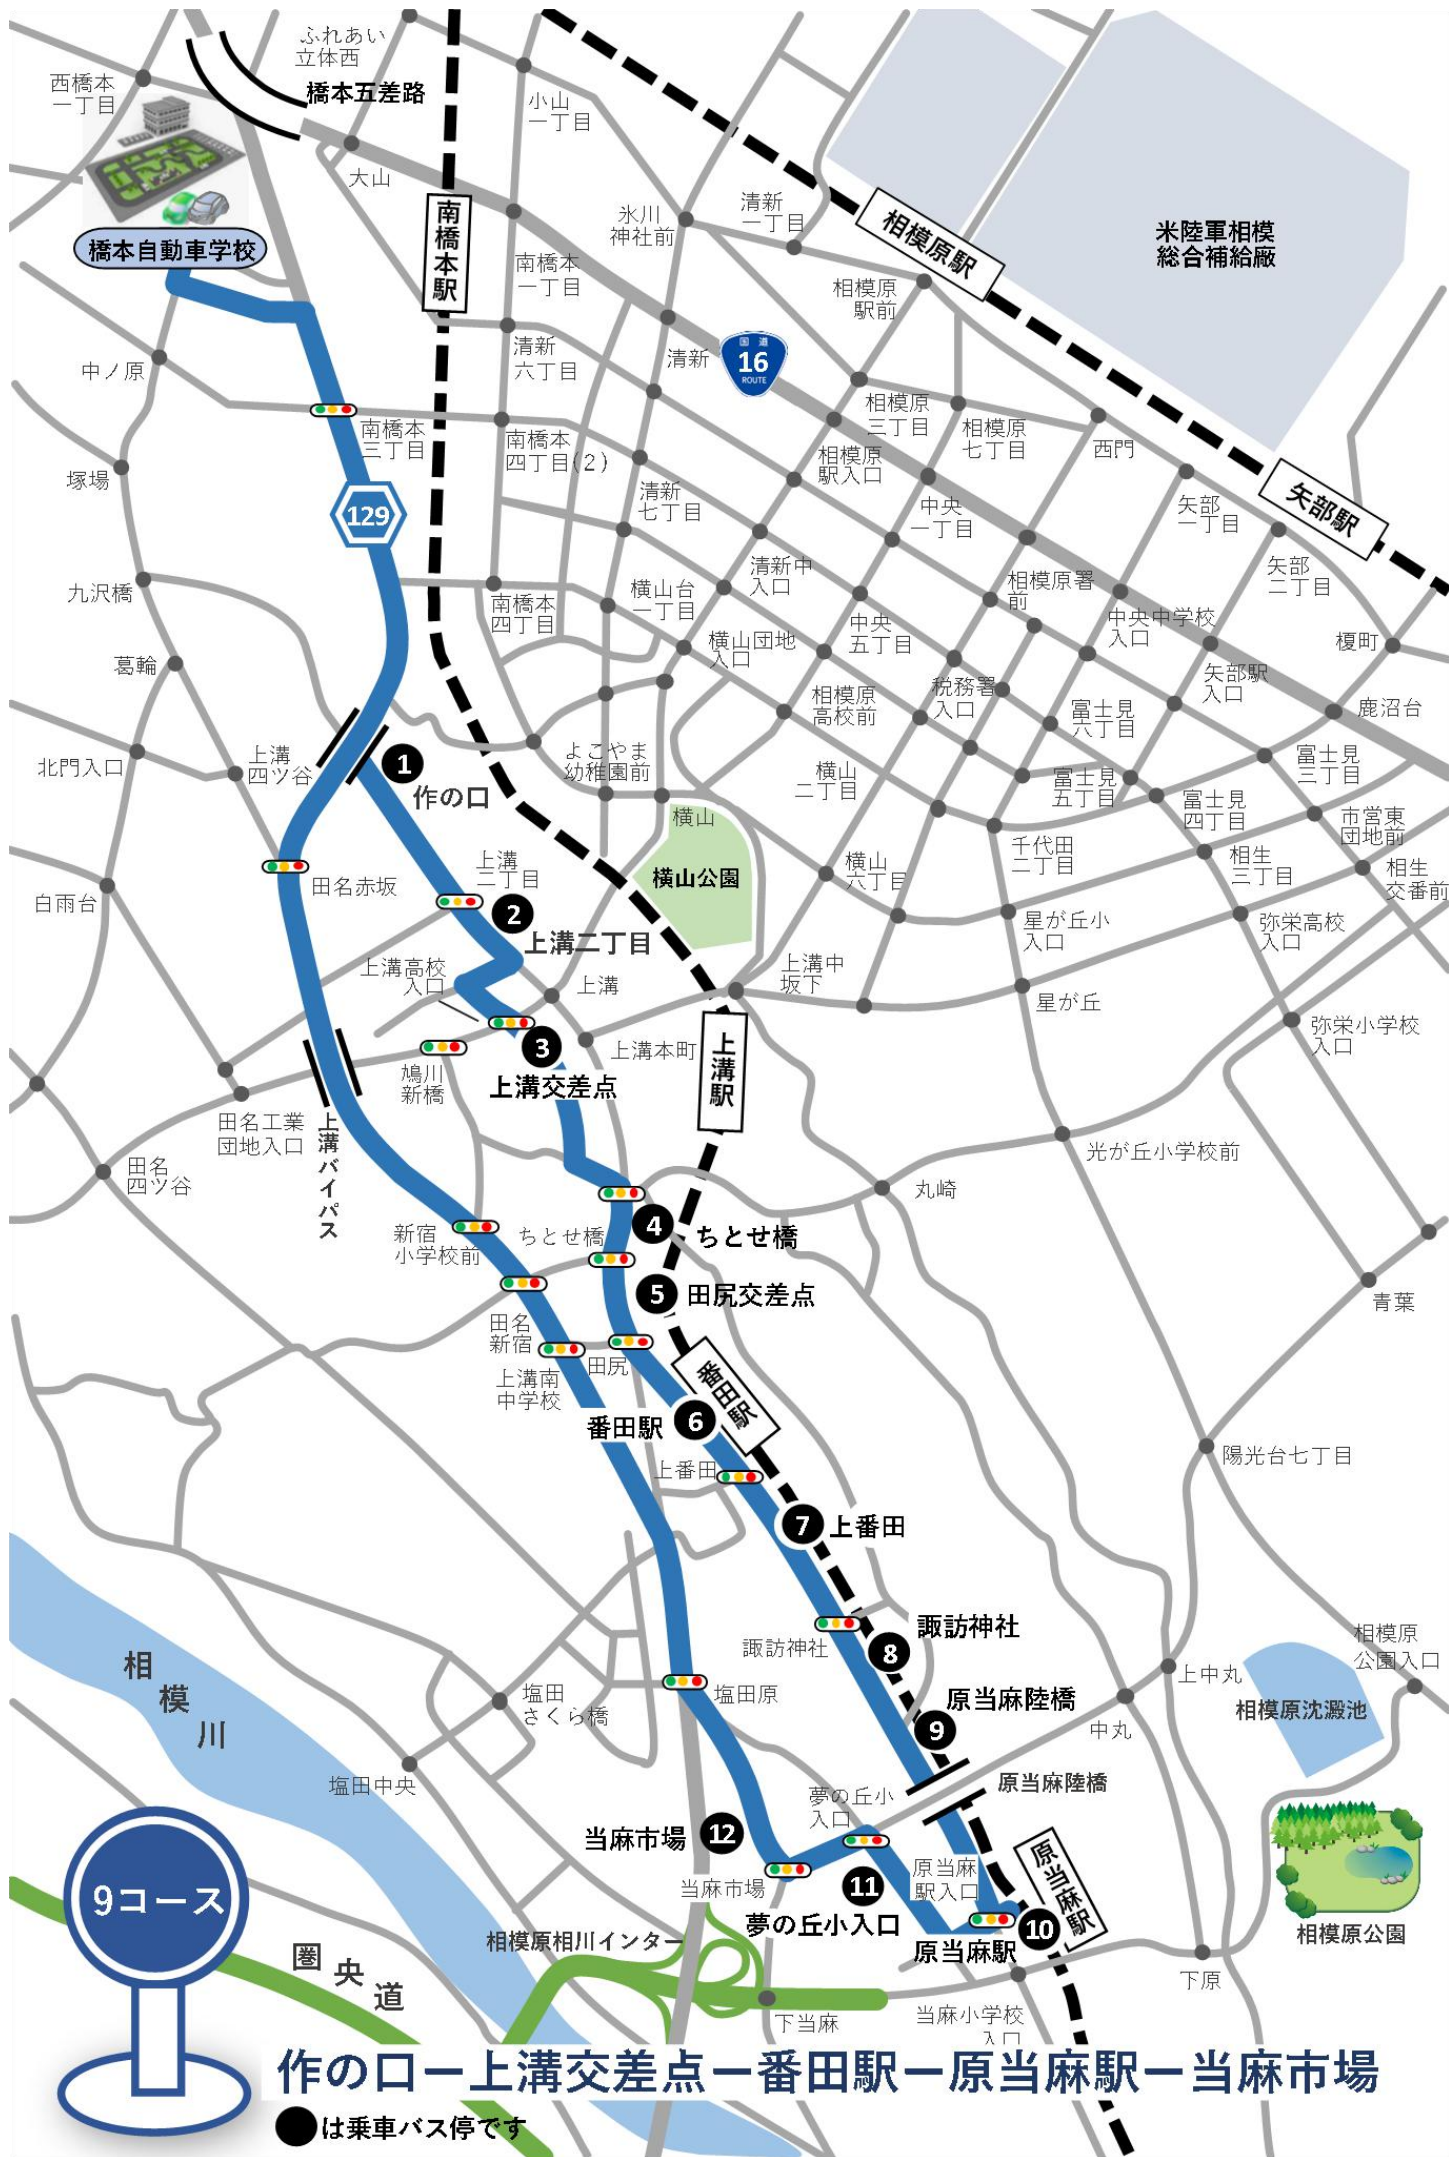 ふれあい
立体西
橋本五差路
西橋本
一丁目
小山
一丁目
大山
南橋本駅
氷川
神社前
清新
一丁目
相模原駅
米陸軍相模
総合補給廠
橋本自動車学校
南橋本
一丁目
相模原
駅前
中ノ原
清新
六丁目
清新
国道
16
ROUTE
南橋本
三丁目
南橋本
四丁目(2)
相模原
三丁目
相模原
七丁目
西門
塚場
相模原
駅入口
清新
七丁目
中央
一丁目
矢部
一丁目
矢部駅
129
九沢橋
南橋本
四丁目
横山台
一丁目
清新中
入口
相模原署
前
矢部
二丁目
中央中学校
入口
中央
五丁目
横山団地
入口
榎町
葛輪
矢部駅
入口
税務署
入口
相模原
高校前
富士見
六丁目
鹿沼台
北門入口
上溝
四ツ谷
1
作の口
よこやま
幼稚園前
横山
二丁目
富士見
五丁目
富士見
三丁目
富士見
四丁目
横山
市営東
団地前
千代田
二丁目
相生
三丁目
相生
交番前
白雨台
田名赤坂
上溝
二丁目
2
上溝二丁目
横山公園
横山
六丁目
星が丘小
入口
弥栄高校
入口
上溝高校
入口
上溝
上溝中
坂下
星が丘
弥栄小学校
入口
3
上溝交差点
上溝本町
上溝駅
鳩川
新橋
田名工業
団地入口
上溝バイパス
田名
四ツ谷
光が丘小学校前
丸崎
新宿
小学校前
ちとせ橋
4
ちとせ橋
5
田尻交差点
青葉
田名
新宿
田尻
上溝南
中学校
番田駅
番田駅
6
上番田
陽光台七丁目
7
上番田
諏訪神社
8
諏訪神社
相模原
公園入口
相模川
塩田
さくら橋
塩田原
原当麻陸橋
9
上中丸
中丸
相模原沈澱池
塩田中央
原当麻陸橋
夢の丘小
入口
当麻市場
12
当麻市場
11
夢の丘小入口
原当麻
駅入口
原当麻駅
10
原当麻駅
相模原公園
9コース
圏央道
相模原相川インター
下原
下当麻
当麻小学校
入口
作の口ー上溝交差点ー番田駅ー原当麻駅ー当麻市場
●は乗車バス停です